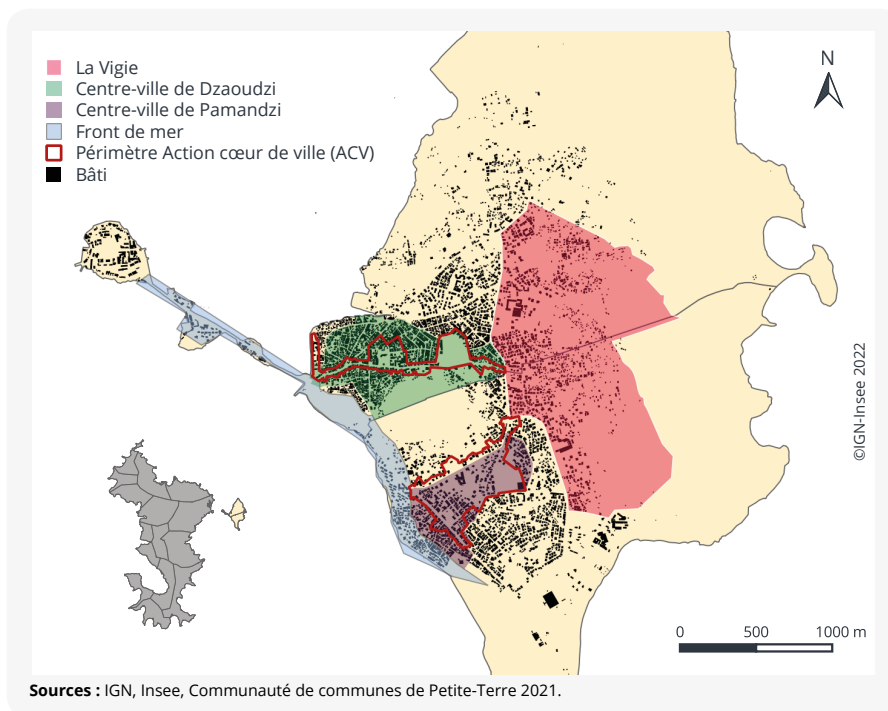 La Vigie
Centre-ville de Dzaoudzi
Centre-ville de Pamandzi
Front de mer
Périmètre Action cœur de ville (ACV)
Bâti
N
©IGN-Insee 2022
0 500 1000 m
Sources : IGN, Insee, Communauté de communes de Petite-Terre 2021.